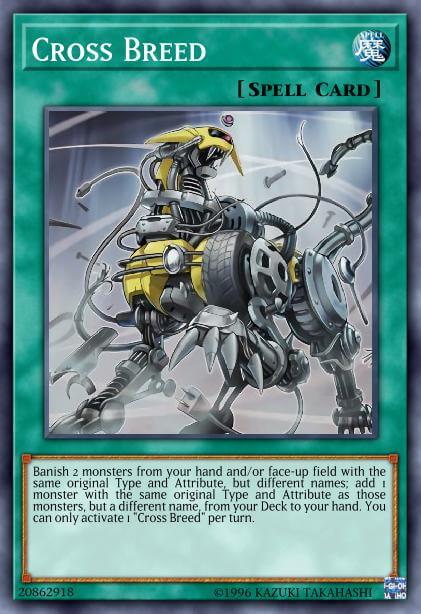 CROSS BREED
SPELL
魔
[SPELL CARD]
Banish 2 monsters from your hand and/or face-up field with the
same original Type and Attribute, but different names; add 1
monster with the same original Type and Attribute as those
monsters, but a different name, from your Deck to your hand. You
can only activate 1 "Cross Breed" per turn.
20862918
©1996 KAZUKI TAKAHASHI